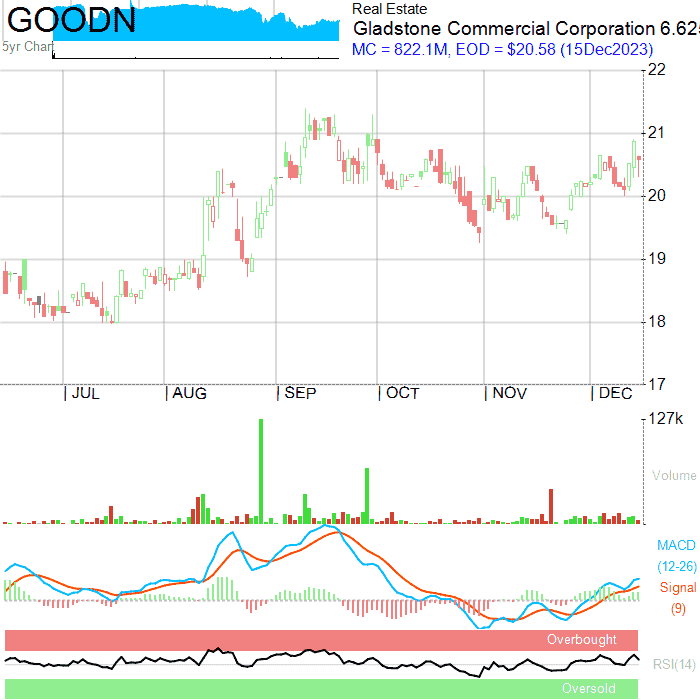 GOODN
5yr Chart
Real Estate
Gladstone Commercial Corporation 6.62
MC = 822.1M, EOD = $20.58 (15Dec2023)
22
21
20
19
18
17
JUL AUG SEP OCT NOV DEC
127k
Volume
MACD
(12-26)
Signal
(9)
Overbought
RSI(14)
Oversold